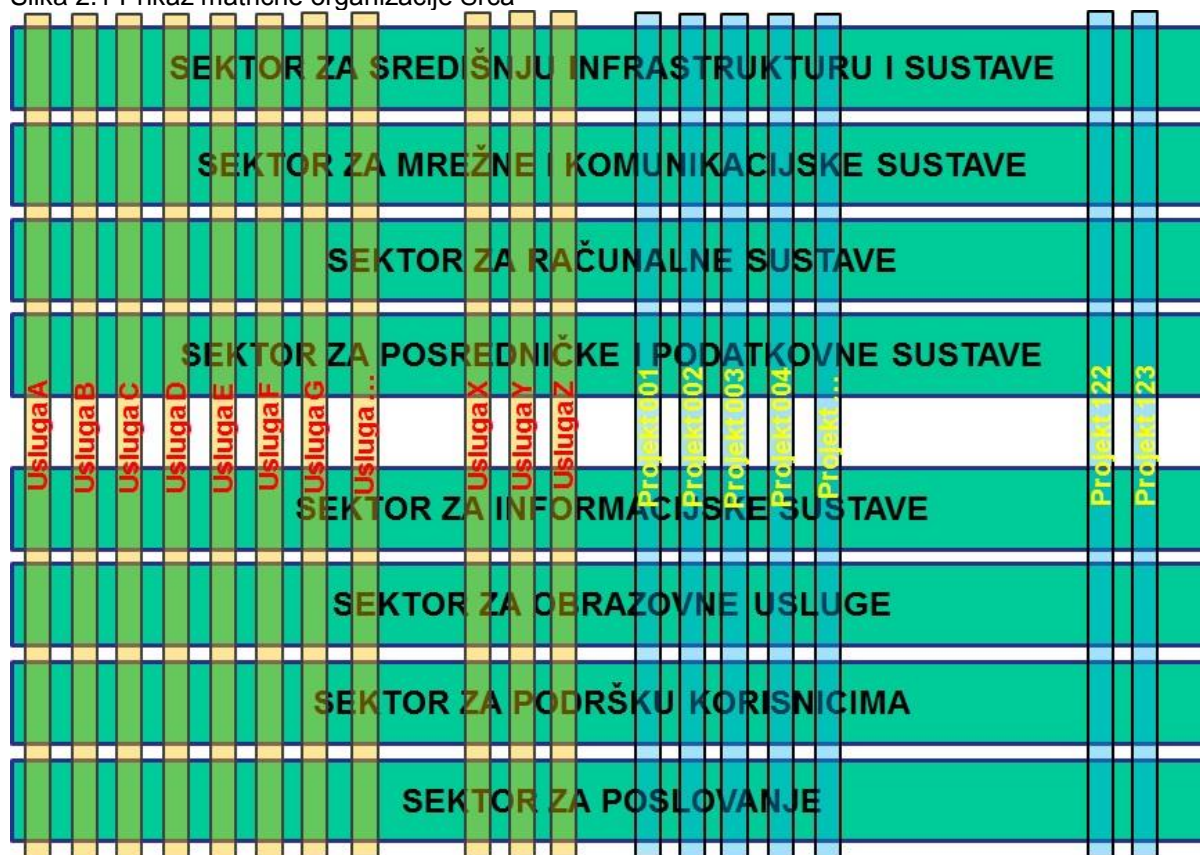 Slika 2.1 Prikaz matrične organizacije Srca
SEKTOR ZA SREDIŠNJU INFRASTRUKTURU I SUSTAVE
SEKTOR ZA MREŽNE I KOMUNIKACIJSKE SUSTAVE
SEKTOR ZA RAČUNALNE SUSTAVE
SEKTOR ZA POSREDNIČKE I PODATKOVNE SUSTAVE
Usluga A
Usluga B
Usluga C
Usluga D
Usluga E
Usluga F
Usluga G
Usluga ...
Usluga X
Usluga Y
Usluga Z
Projekt 001
Projekt 002
Projekt 003
Projekt 004
Projekt ...
Projekt 122
Projekt 123
SEKTOR ZA INFORMACIJSKE SUSTAVE
SEKTOR ZA OBRAZOVNE USLUGE
SEKTOR ZA PODRŠKU KORISNICIMA
SEKTOR ZA POSLOVANJE